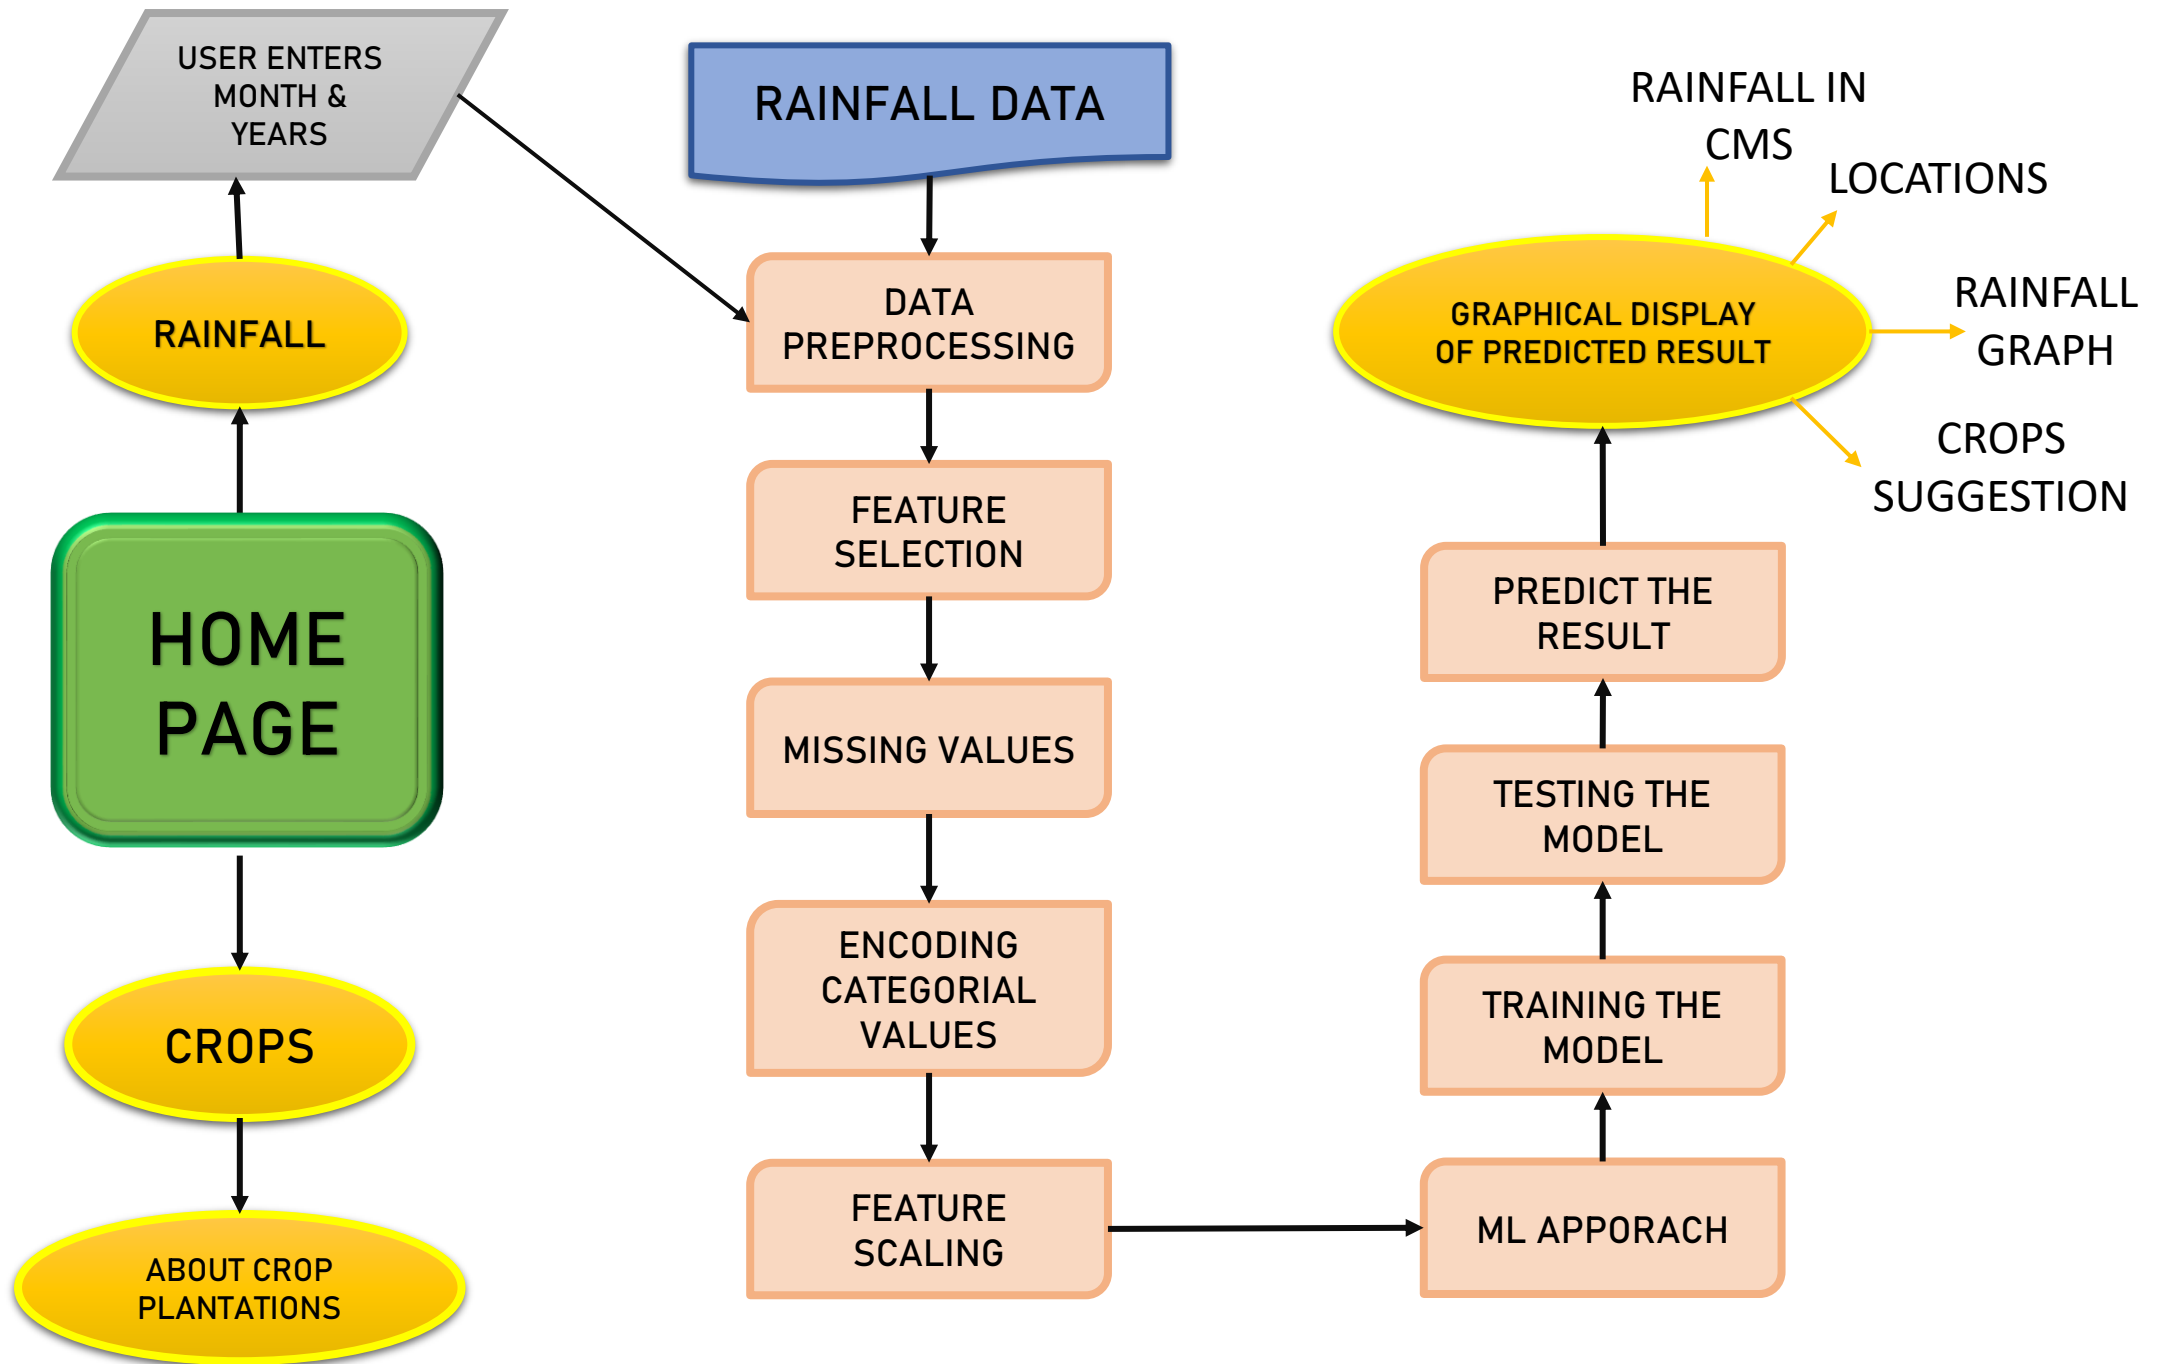 USER ENTERS
MONTH &
YEARS
RAINFALL
HOME
PAGE
CROPS
ABOUT CROP
PLANTATIONS
RAINFALL DATA
DATA
PREPROCESSING
FEATURE
SELECTION
MISSING VALUES
ENCODING
CATEGORIAL
VALUES
FEATURE
SCALING
ML APPORACH
TRAINING THE
MODEL
TESTING THE
MODEL
PREDICT THE
RESULT
GRAPHICAL DISPLAY
OF PREDICTED RESULT
RAINFALL IN
CMS
LOCATIONS
RAINFALL
GRAPH
CROPS
SUGGESTION